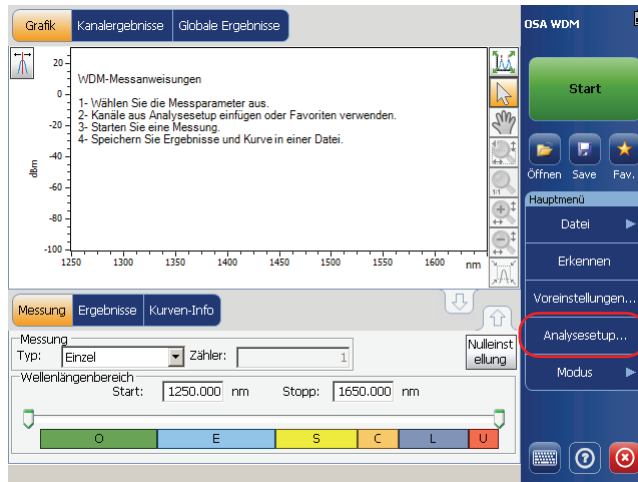 Grafik
Kanalergebnisse
Globale Ergebnisse
20
0
-20
-40
-60
-80
-100
dBm
WDM-Messanweisungen
1- Wählen Sie die Messparameter aus.
2- Kanäle aus Analysesetup einfügen oder Favoriten verwenden.
3- Starten Sie eine Messung.
4- Speichern Sie Ergebnisse und Kurve in einer Datei.
1250 1300 1350 1400 1450 1500 1550 1600 nm
1:1
Messung
Ergebnisse
Kurven-Info
Messung
Typ: Einzel Zähler: 1
Nulleinst
ellung
Wellenlängenbereich
Start: 1250.000 nm Stopp: 1650.000 nm
O E S C L U
OSA WDM
Start
Öffnen Save Fav.
Hauptmenü
Datei
Erkennen
Voreinstellungen...
Analysesetup...
Modus
?